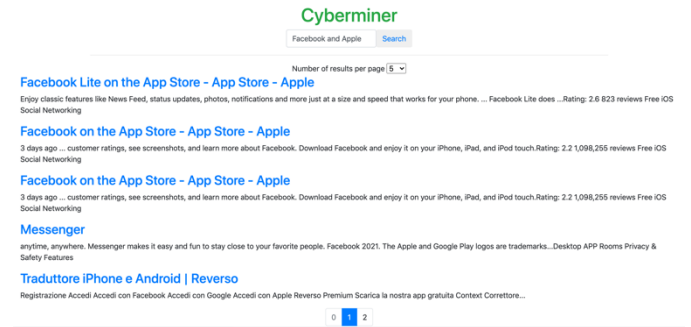 Cyberminer
Facebook and Apple Search
Number of results per page 5
Facebook Lite on the App Store - App Store - Apple
Enjoy classic features like News Feed, status updates, photos, notifications and more just at a size and speed that works for your phone. ... Facebook Lite does ...Rating: 2.6 823 reviews Free iOS
Social Networking
Facebook on the App Store - App Store - Apple
3 days ago ... customer ratings, see screenshots, and learn more about Facebook. Download Facebook and enjoy it on your iPhone, iPad, and iPod touch.Rating: 2.2 1,098,255 reviews Free iOS
Social Networking
Facebook on the App Store - App Store - Apple
3 days ago ... customer ratings, see screenshots, and learn more about Facebook. Download Facebook and enjoy it on your iPhone, iPad, and iPod touch.Rating: 2.2 1,098,255 reviews Free iOS
Social Networking
Messenger
anytime, anywhere. Messenger makes it easy and fun to stay close to your favorite people. Facebook 2021. The Apple and Google Play logos are trademarks...Desktop APP Rooms Privacy &
Safety Features
Traduttore iPhone e Android | Reverso
Registrazione Accedi Accedi con Facebook Accedi con Google Accedi con Apple Reverso Premium Scarica la nostra app gratuita Context Correttore...
0 1 2